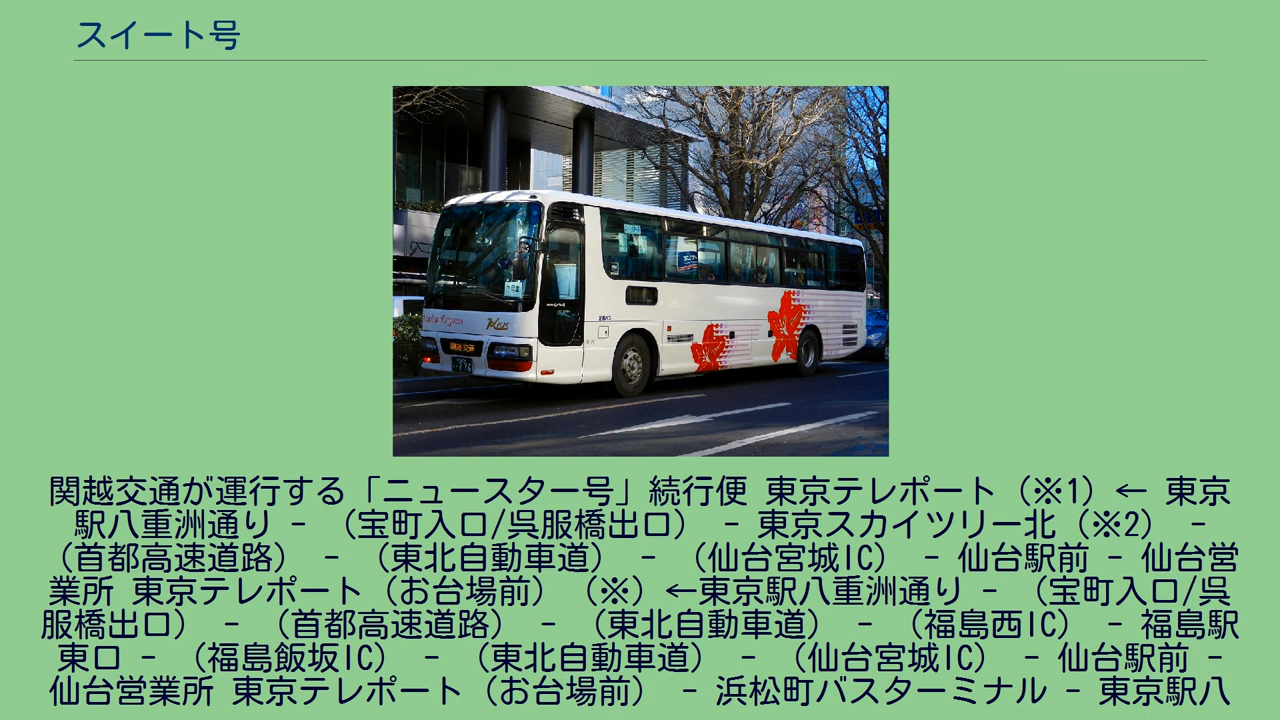 スイート号
関越交通
関越が運行する「ニュースター号」続行便 東京テレポート（※1）← 東京
駅八重洲通り - （宝町入口/呉服橋出口） - 東京スカイツリー北（※2） -
（首都高速道路） - （東北自動車道） - （仙台宮城IC） - 仙台駅前 - 仙台営
業所 東京テレポート（お台場前）（※）←東京駅八重洲通り - （宝町入口/呉
服橋出口） - （首都高速道路） - （東北自動車道） - （福島西IC） - 福島駅
東口 - （福島飯坂IC） - （東北自動車道） - （仙台宮城IC） - 仙台駅前 -
仙台営業所 東京テレポート（お台場前） - 浜松町バスターミナル - 東京駅八